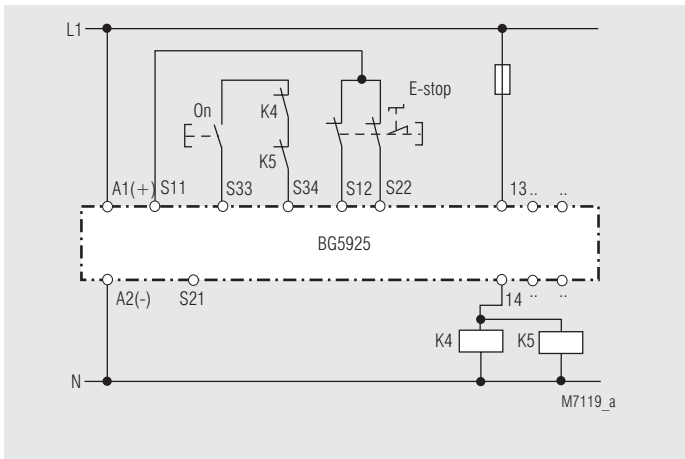 L1
E-stop
On
K4
K5
A1(+) S11 S33 S34 S12 S22 13 .. ..
BG5925
A2(-) S21 14 .. ..
K4 K5
N
M7119_a